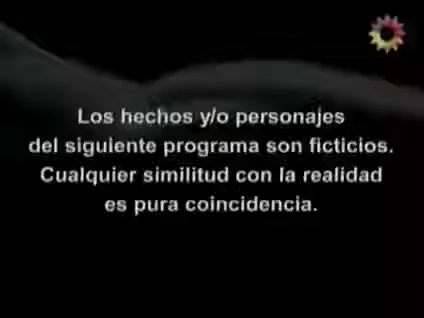 Los hechos y/o personajes
del siguiente programa son ficticios.
Cualquier similitud con la realidad
es pura coincidencia.